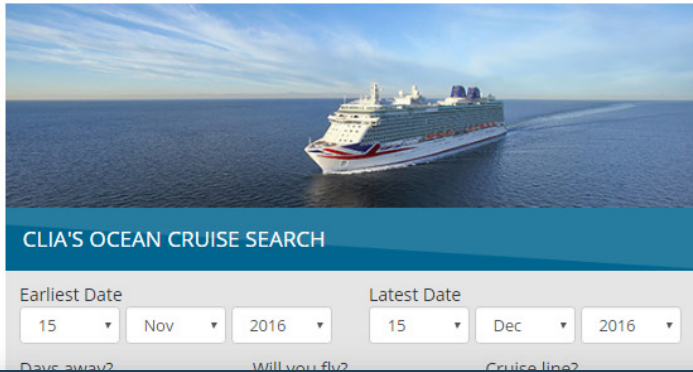 CLIA'S OCEAN CRUISE SEARCH
Earliest Date Latest Date
15 Nov 2016 15 Dec 2016
Days away? Will you fly? Cruise line?